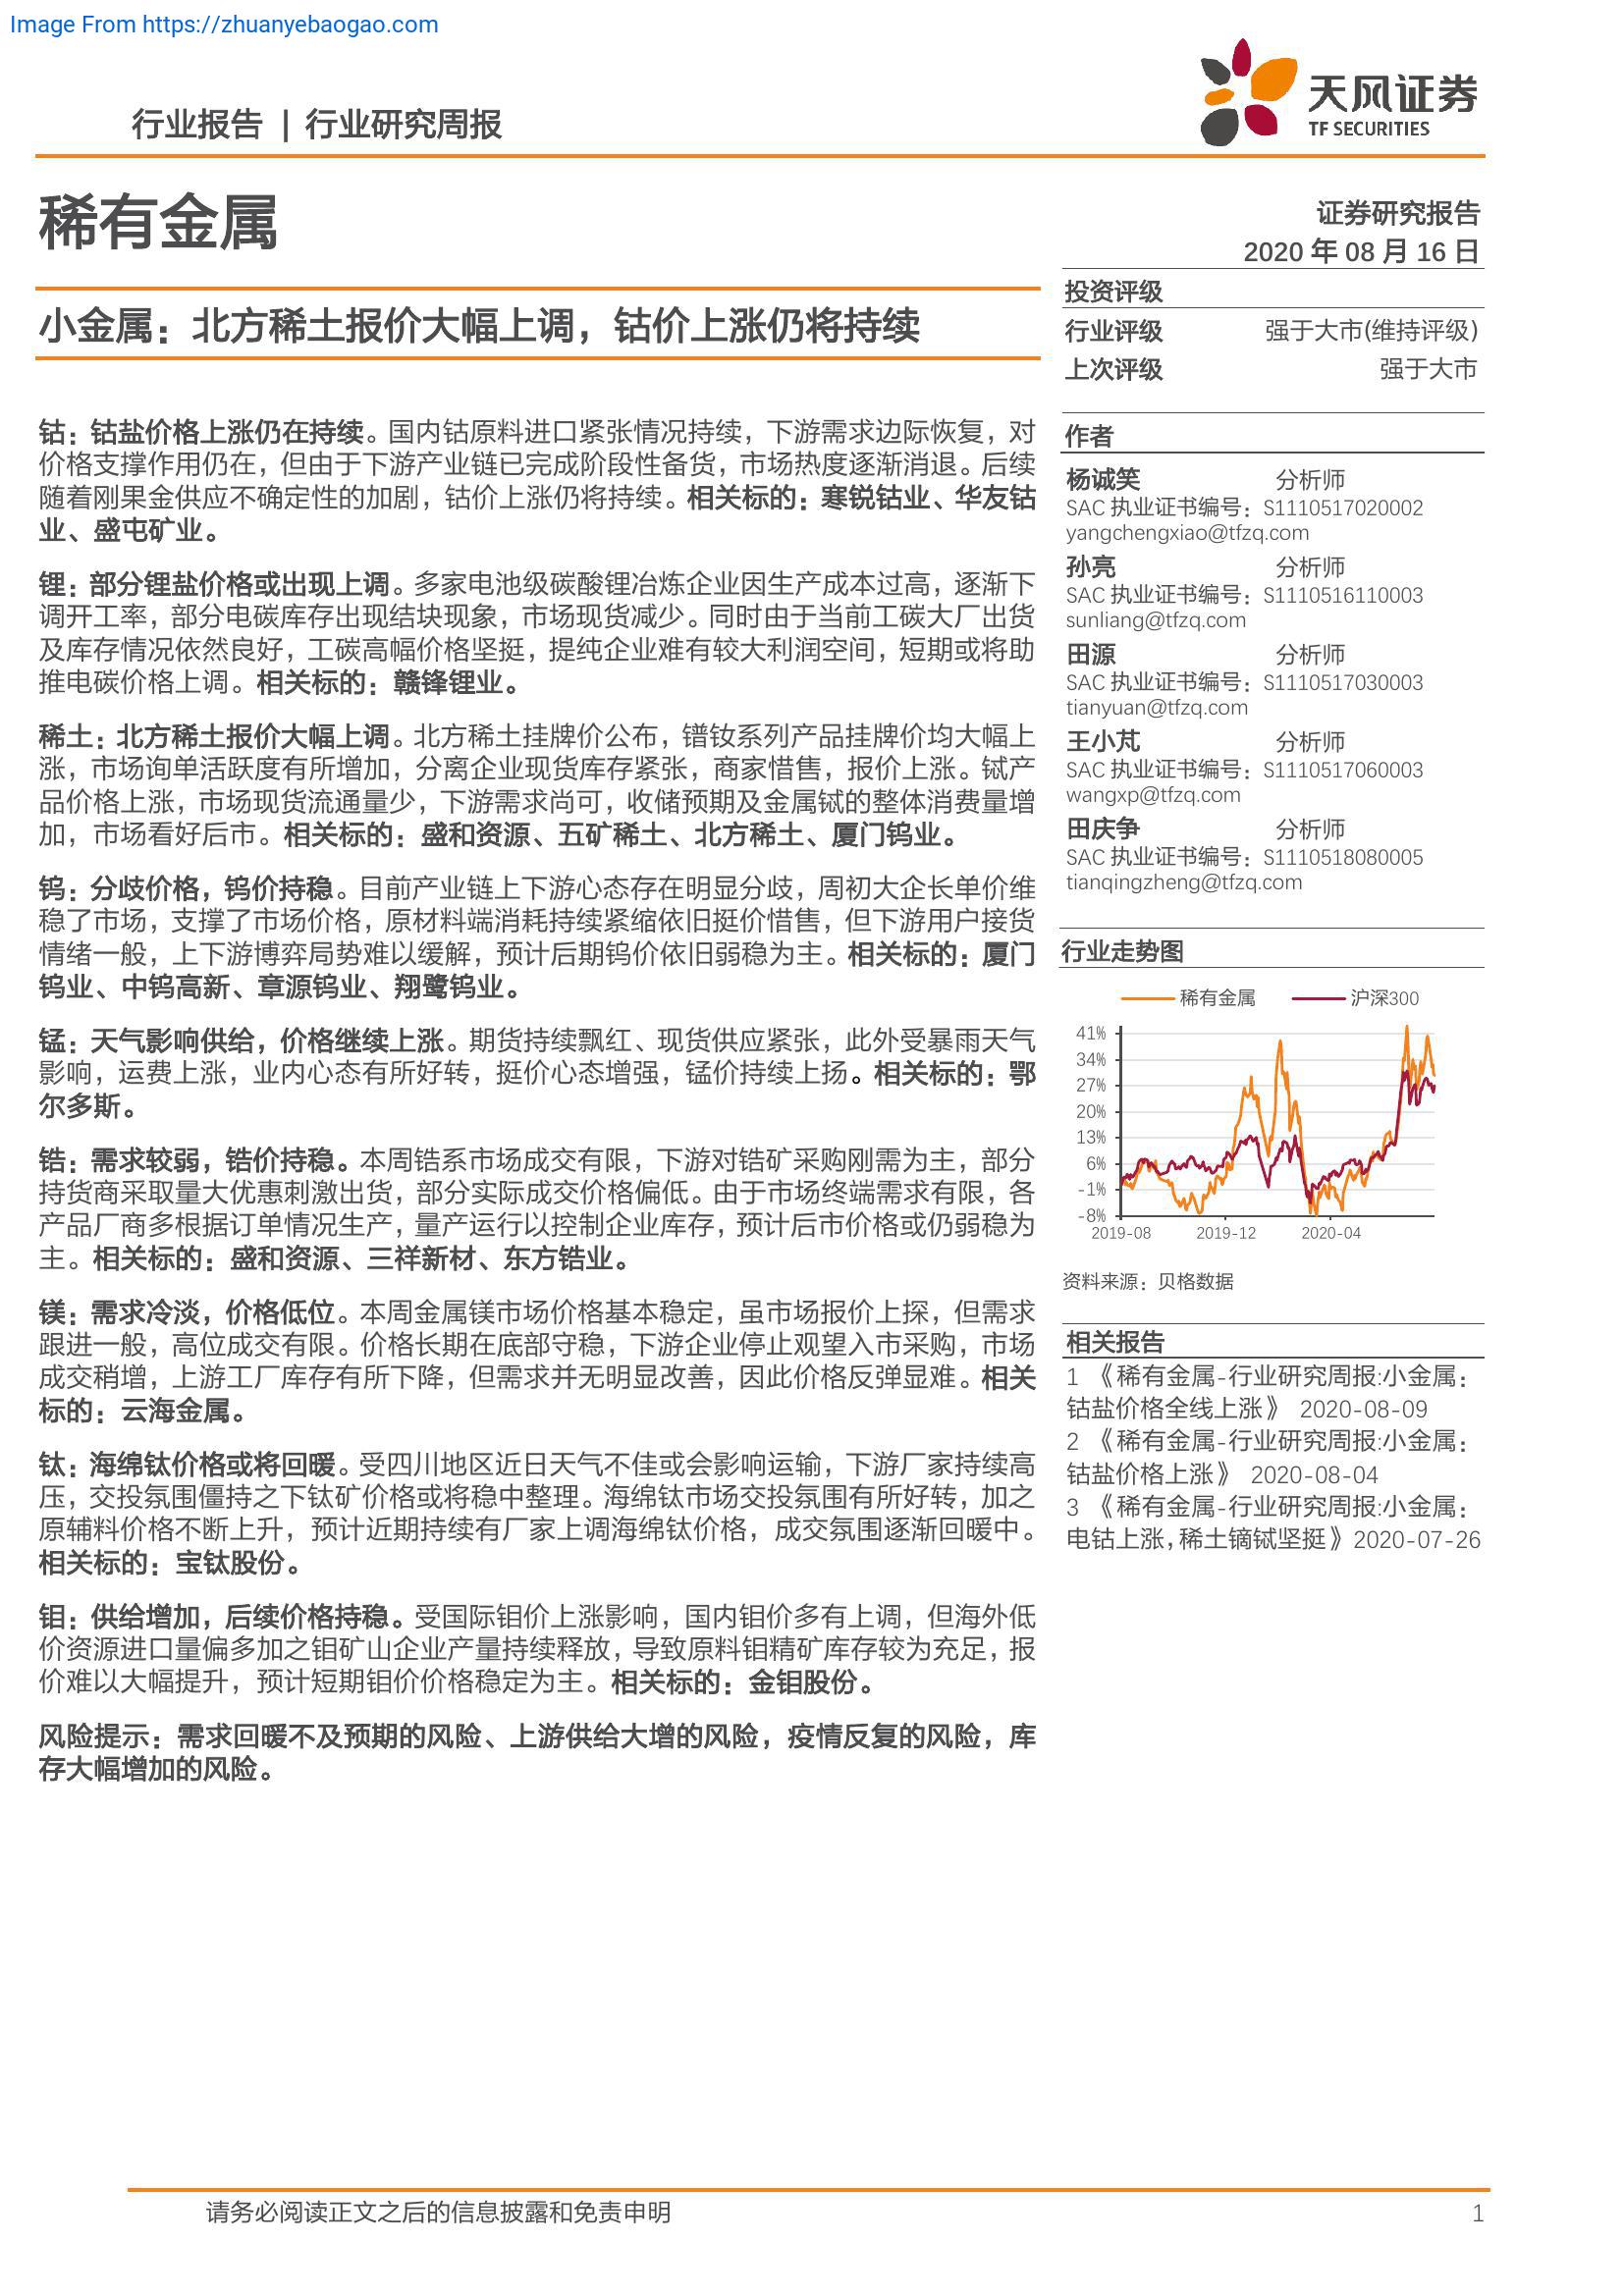 Image From https://zhuanyebaogao.com
行业报告 | 行业研究周报
天风证券
TF SECURITIES
稀有金属
证券研究报告
2020 年 08 月 16 日
小金属：北方稀土报价大幅上调，钴价上涨仍将持续
钴：钴盐价格上涨仍在持续。国内钴原料进口紧张情况持续，下游需求边际恢复，对
价格支撑作用仍在，但由于下游产业链已完成阶段性备货，市场热度逐渐消退。后续
随着刚果金供应不确定性的加剧，钴价上涨仍将持续。相关标的：寒锐钴业、华友钴
业、盛屯矿业。
锂：部分锂盐价格或出现上调。多家电池级碳酸锂冶炼企业因生产成本过高，逐渐下
调开工率，部分电碳库存出现结块现象，市场现货减少。同时由于当前工碳大厂出货
及库存情况依然良好，工碳高幅价格坚挺，提纯企业难有较大利润空间，短期或将助
推电碳价格上调。相关标的：赣锋锂业。
稀土：北方稀土报价大幅上调。北方稀土挂牌价公布，镨钕系列产品挂牌价均大幅上
涨，市场询单活跃度有所增加，分离企业现货库存紧张，商家惜售，报价上涨。铽产
品价格上涨，市场现货流通量少，下游需求尚可，收储预期及金属铽的整体消费量增
加，市场看好后市。相关标的：盛和资源、五矿稀土、北方稀土、厦门钨业。
钨：分歧价格，钨价持稳。目前产业链上下游心态存在明显分歧，周初大企长单价维
稳了市场，支撑了市场价格，原材料端消耗持续紧缩依旧挺价惜售，但下游用户接货
情绪一般，上下游博弈局势难以缓解，预计后期钨价依旧弱稳为主。相关标的：厦门
钨业、中钨高新、章源钨业、翔鹭钨业。
锰：天气影响供给，价格继续上涨。期货持续飘红、现货供应紧张，此外受暴雨天气
影响，运费上涨，业内心态有所好转，挺价心态增强，锰价持续上扬。相关标的：鄂
尔多斯。
锆：需求较弱，锆价持稳。本周锆系市场成交有限，下游对锆矿采购刚需为主，部分
持货商采取量大优惠刺激出货，部分实际成交价格偏低。由于市场终端需求有限，各
产品厂商多根据订单情况生产，量产运行以控制企业库存，预计后市价格或仍弱稳为
主。相关标的：盛和资源、三祥新材、东方锆业。
镁：需求冷淡，价格低位。本周金属镁市场价格基本稳定，虽市场报价上探，但需求
跟进一般，高位成交有限。价格长期在底部守稳，下游企业停止观望入市采购，市场
成交稍增，上游工厂库存有所下降，但需求并无明显改善，因此价格反弹显难。相关
标的：云海金属。
钛：海绵钛价格或将回暖。受四川地区近日天气不佳或会影响运输，下游厂家持续高
压，交投氛围僵持之下钛矿价格或将稳中整理。海绵钛市场交投氛围有所好转，加之
原辅料价格不断上升，预计近期持续有厂家上调海绵钛价格，成交氛围逐渐回暖中。
相关标的：宝钛股份。
钼：供给增加，后续价格持稳。受国际钼价上涨影响，国内钼价多有上调，但海外低
价资源进口量偏多加之钼矿山企业产量持续释放，导致原料钼精矿库存较为充足，报
价难以大幅提升，预计短期钼价价格稳定为主。相关标的：金钼股份。
风险提示：需求回暖不及预期的风险、上游供给大增的风险，疫情反复的风险，库
存大幅增加的风险。
投资评级
行业评级 强于大市(维持评级)
上次评级 强于大市
作者
杨诚笑 分析师
SAC 执业证书编号：S1110517020002
yangchengxiao@tfzq.com
孙亮 分析师
SAC 执业证书编号：S1110516110003
sunliang@tfzq.com
田源 分析师
SAC 执业证书编号：S1110517030003
tianyuan@tfzq.com
王小芃 分析师
SAC 执业证书编号：S1110517060003
wangxp@tfzq.com
田庆争 分析师
SAC 执业证书编号：S1110518080005
tianqingzheng@tfzq.com
行业走势图
稀有金属 沪深300
41%
34%
27%
20%
13%
6%
-1%
-8%
2019-08 2019-12 2020-04
资料来源：贝格数据
相关报告
1 《稀有金属-行业研究周报:小金属：
钴盐价格全线上涨》 2020-08-09
2 《稀有金属-行业研究周报:小金属：
钴盐价格上涨》 2020-08-04
3 《稀有金属-行业研究周报:小金属：
电钴上涨，稀土镝铽坚挺》2020-07-26
请务必阅读正文之后的信息披露和免责申明 1